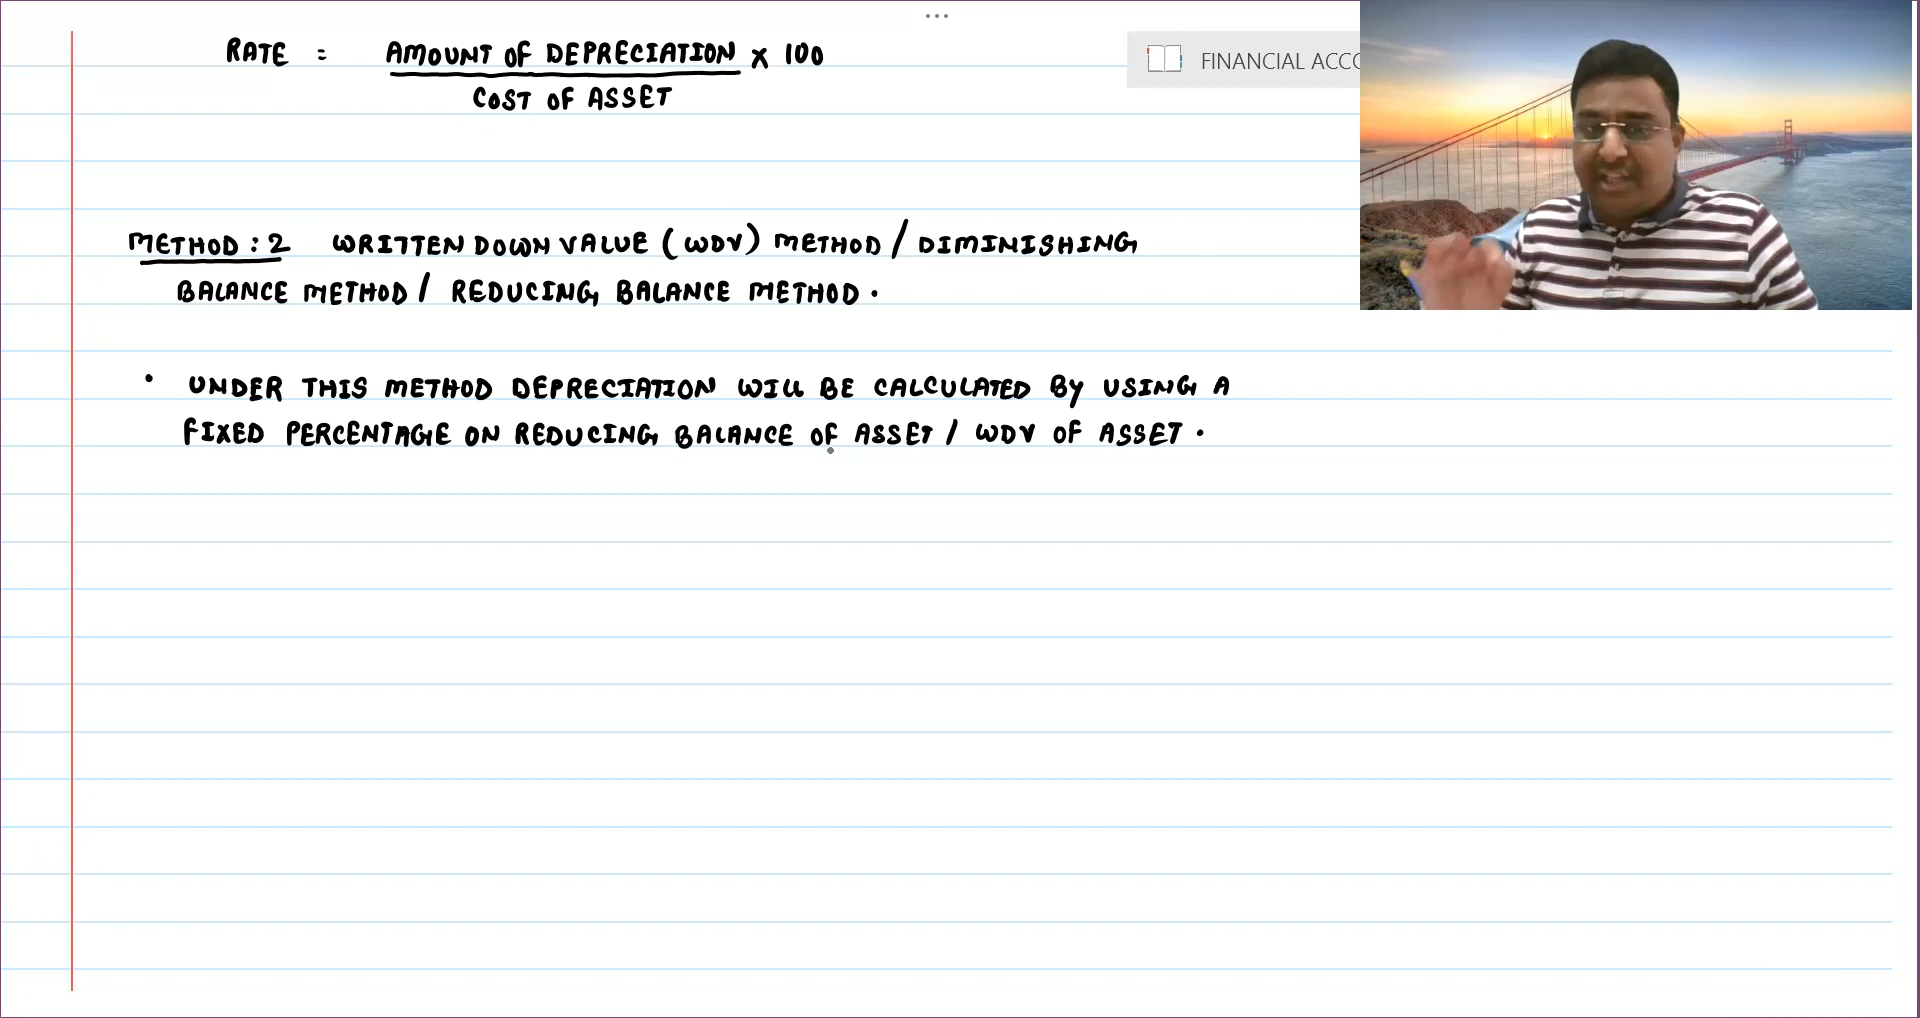 RATE = AMOUNT OF DEPRECIATION X 100
COST OF ASSET
FINANCIAL ACCO
METHOD : 2 WRITTEN DOWN VALUE (WDV) METHOD / DIMINISHING
BALANCE METHOD / REDUCING BALANCE METHOD.
• UNDER THIS METHOD DEPRECIATION WILL BE CALCULATED BY USING A
FIXED PERCENTAGE ON REDUCING BALANCE OF ASSET / WDV OF ASSET.